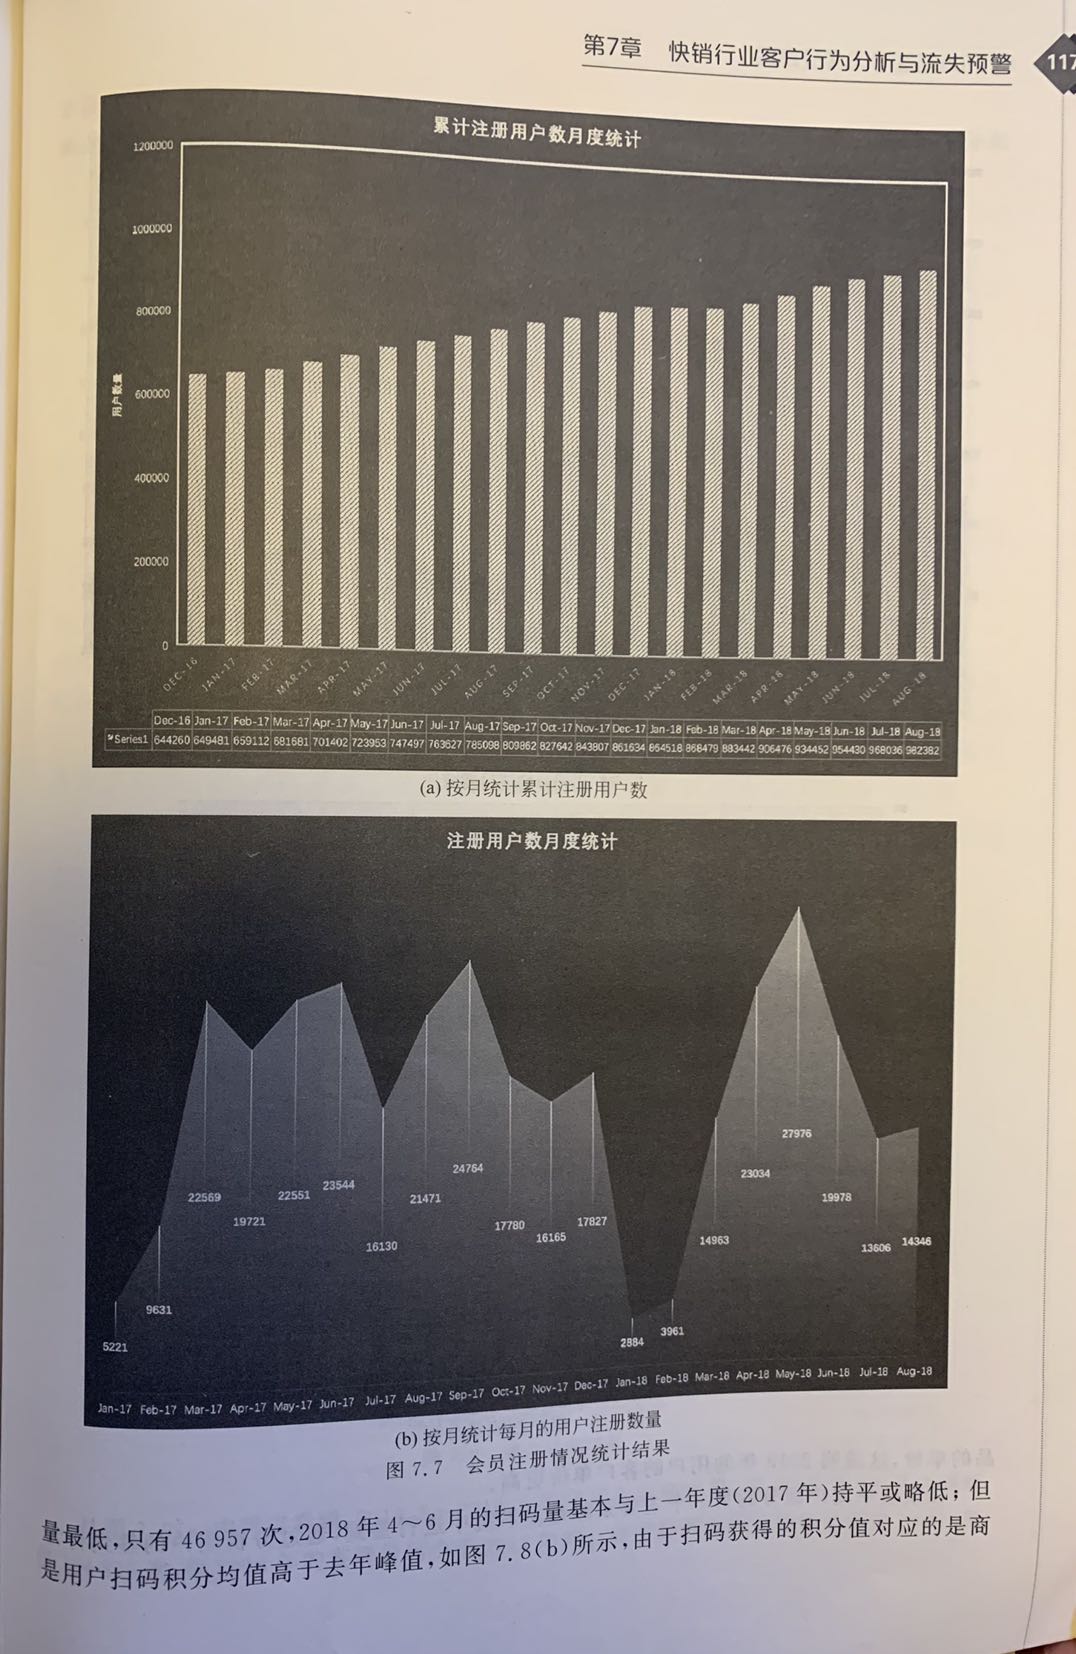 第7章 快销行业客户行为分析与流失预警 117
累计注册用户数月度统计
1200000
1000000
800000
600000
400000
200000
0
用户数量
DEC-16 JAN-17 FEB-17 MAR-17 APR-17 MAY-17 JUN-17 JUL-17 AUG-17 SEP-17 OCT-17 NOV-17 DEC-17 JAN-18 FEB-18 MAR-18 APR-18 MAY-18 JUN-18 JUL-18 AUG-18
Dec-16 Jan-17 Feb-17 Mar-17 Apr-17 May-17 Jun-17 Jul-17 Aug-17 Sep-17 Oct-17 Nov-17 Dec-17 Jan-18 Feb-18 Mar-18 Apr-18 May-18 Jun-18 Jul-18 Aug-18
Series1 644260 649481 659112 681681 701402 723953 747497 763627 785098 809862 827642 843807 861634 864518 868479 883442 906476 934452 954430 968036 982382
(a) 按月统计累计注册用户数
注册用户数月度统计
5221 9631 22569 19721 22551 23544 16130 21471 24764 17780 16165 17827 2884 3961 14963 23034 27976 19978 13606 14346
Jan-17 Feb-17 Mar-17 Apr-17 May-17 Jun-17 Jul-17 Aug-17 Sep-17 Oct-17 Nov-17 Dec-17 Jan-18 Feb-18 Mar-18 Apr-18 May-18 Jun-18 Jul-18 Aug-18
(b) 按月统计每月的用户注册数量
图 7.7 会员注册情况统计结果
量最低，只有 46 957 次，2018 年 4～6 月的扫码量基本与上一年度(2017 年)持平或略低；但
是用户扫码积分均值高于去年峰值，如图 7.8(b)所示，由于扫码获得的积分值对应的是商